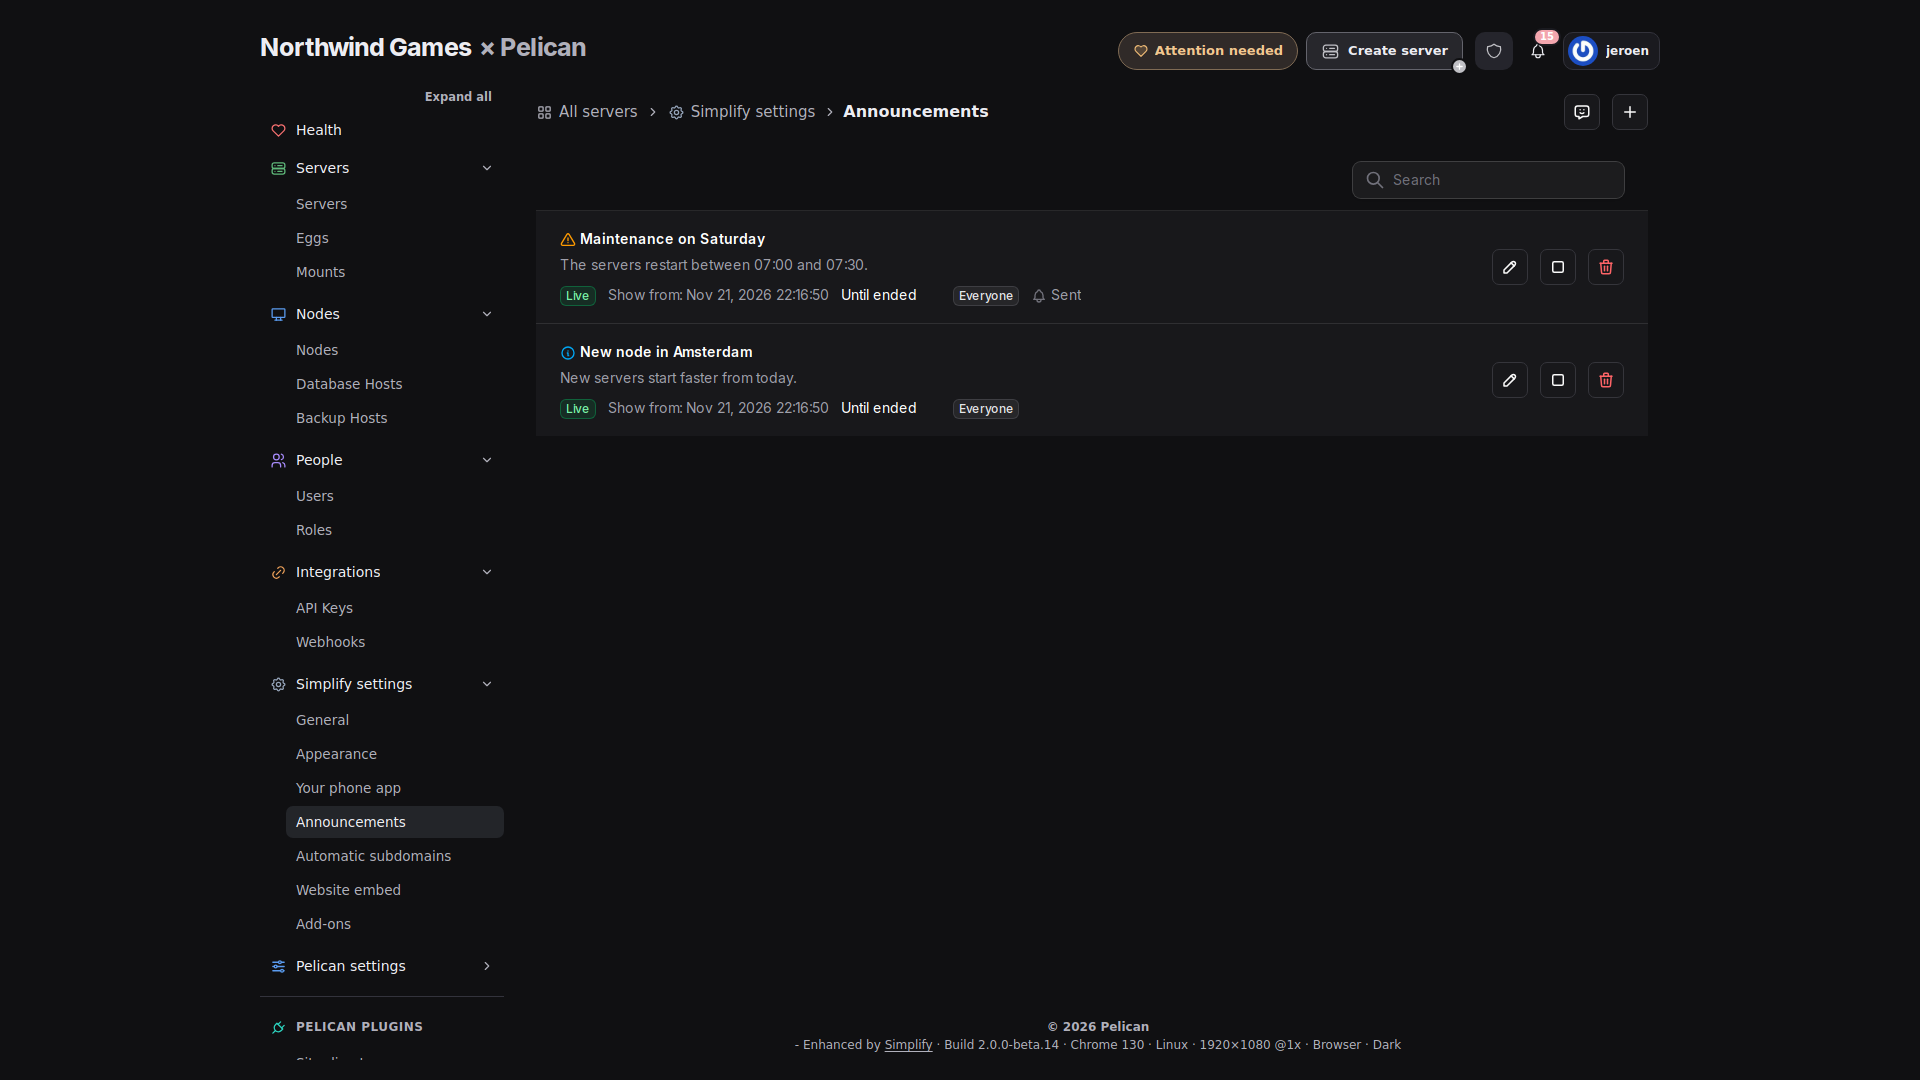 Northwind Games × Pelican
Attention needed
Create server
15
jeroen
Expand all
Health
Servers
Servers
Eggs
Mounts
Nodes
Nodes
Database Hosts
Backup Hosts
People
Users
Roles
Integrations
API Keys
Webhooks
Simplify settings
General
Appearance
Your phone app
Announcements
Automatic subdomains
Website embed
Add-ons
Pelican settings
PELICAN PLUGINS
All servers
Simplify settings
Announcements
Search
Maintenance on Saturday
The servers restart between 07:00 and 07:30.
Live Show from: Nov 21, 2026 22:16:50 Until ended Everyone Sent
New node in Amsterdam
New servers start faster from today.
Live Show from: Nov 21, 2026 22:16:50 Until ended Everyone
© 2026 Pelican
- Enhanced by Simplify · Build 2.0.0-beta.14 · Chrome 130 · Linux · 1920×1080 @1x · Browser · Dark